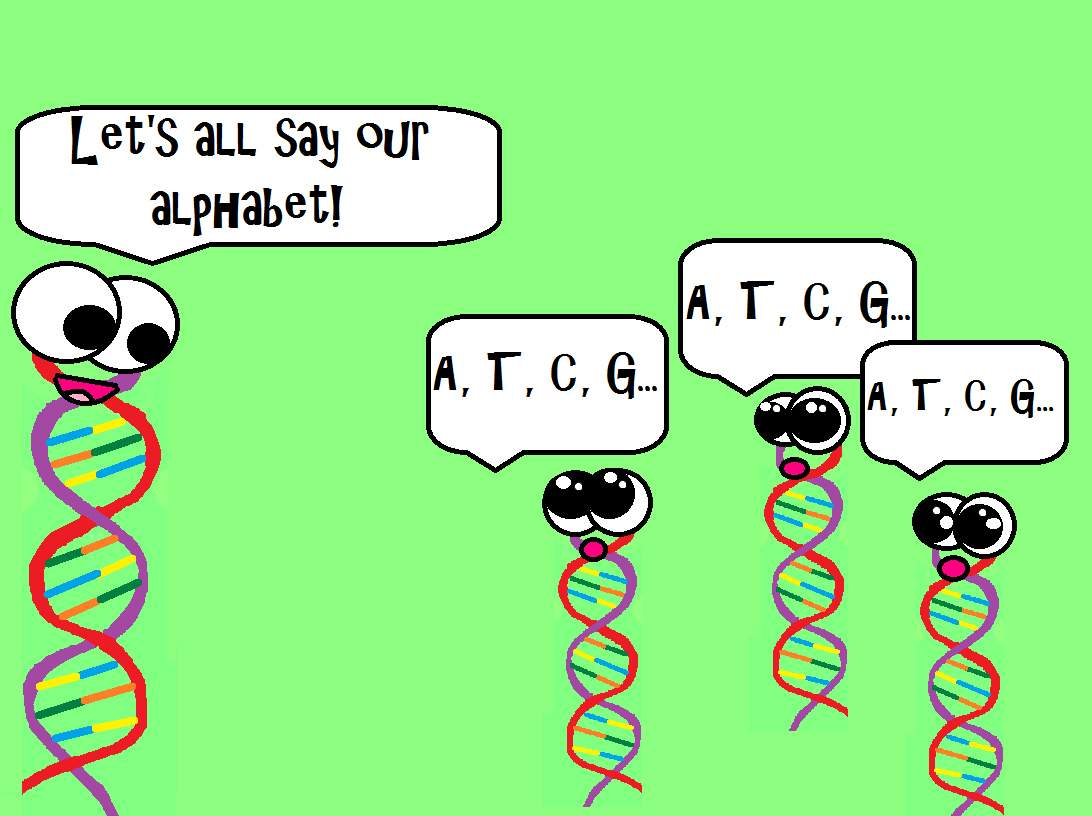 Let's all say our
alphabet!
A, T, C, G...
A, T, C, G...
A, T, C, G...